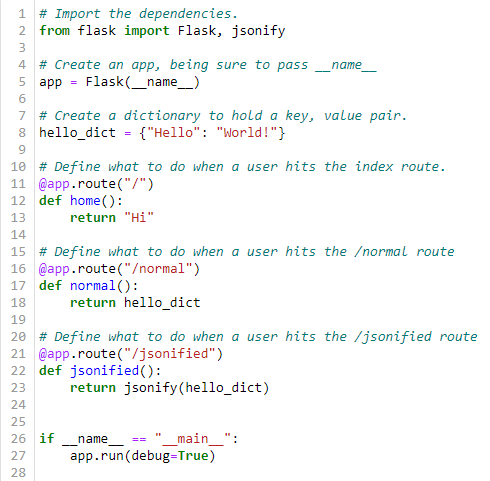 1 # Import the dependencies.
2 from flask import Flask, jsonify
3
4 # Create an app, being sure to pass __name__
5 app = Flask(__name__)
6
7 # Create a dictionary to hold a key, value pair.
8 hello_dict = {"Hello": "World!"}
9
10 # Define what to do when a user hits the index route.
11 @app.route("/")
12 def home():
13     return "Hi"
14
15 # Define what to do when a user hits the /normal route
16 @app.route("/normal")
17 def normal():
18     return hello_dict
19
20 # Define what to do when a user hits the /jsonified route
21 @app.route("/jsonified")
22 def jsonified():
23     return jsonify(hello_dict)
24
25
26 if __name__ == "__main__":
27     app.run(debug=True)
28